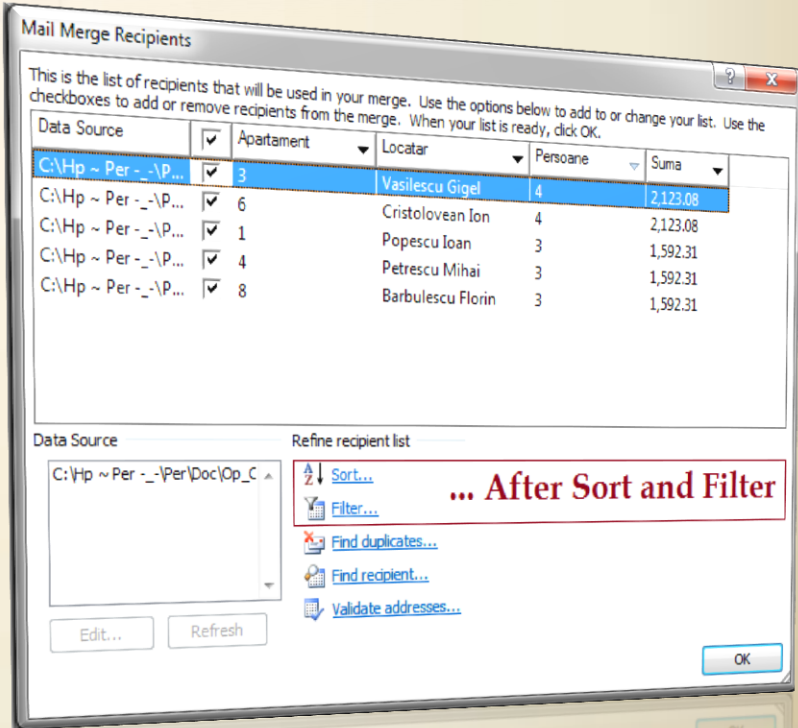 Mail Merge Recipients
This is the list of recipients that will be used in your merge. Use the options below to add to or change your list. Use the
checkboxes to add or remove recipients from the merge. When your list is ready, click OK.
Data Source Apartament Locatar Persoane Suma
C:\Hp ~ Per -_-\P... 3 Vasilescu Gigel 4 2,123.08
C:\Hp ~ Per -_-\P... 6 Cristolovean Ion 4 2,123.08
C:\Hp ~ Per -_-\P... 1 Popescu Ioan 3 1,592.31
C:\Hp ~ Per -_-\P... 4 Petrescu Mihai 3 1,592.31
C:\Hp ~ Per -_-\P... 8 Barbulescu Florin 3 1,592.31
Data Source
C:\Hp ~ Per -_-\Per\Doc\Op_C
Edit... Refresh
Refine recipient list
Sort...
Filter...
... After Sort and Filter
Find duplicates...
Find recipient...
Validate addresses...
OK